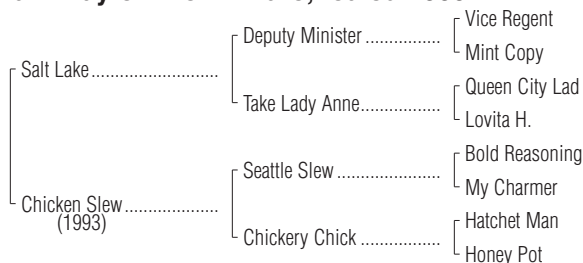 Vice Regent
Deputy Minister ................
Mint Copy
Salt Lake ...........................
Queen City Lad
Take Lady Anne .................
Lovita H.
Bold Reasoning
Seattle Slew ......................
My Charmer
Chicken Slew ....................
(1993)
Hatchet Man
Chickery Chick .................
Honey Pot